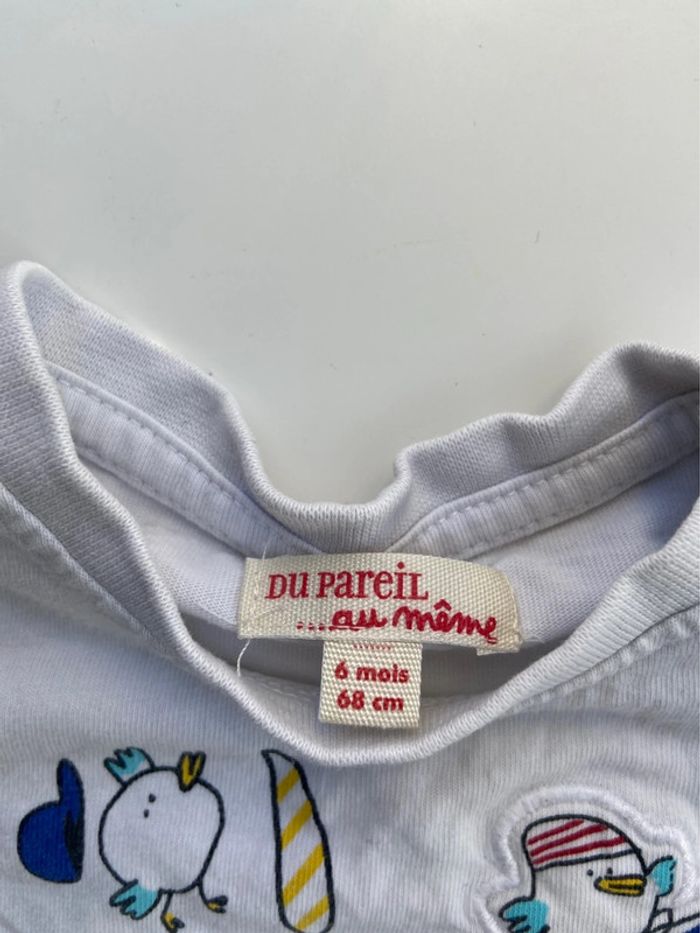 DU PAREIL
...au même
6 mois
68 cm